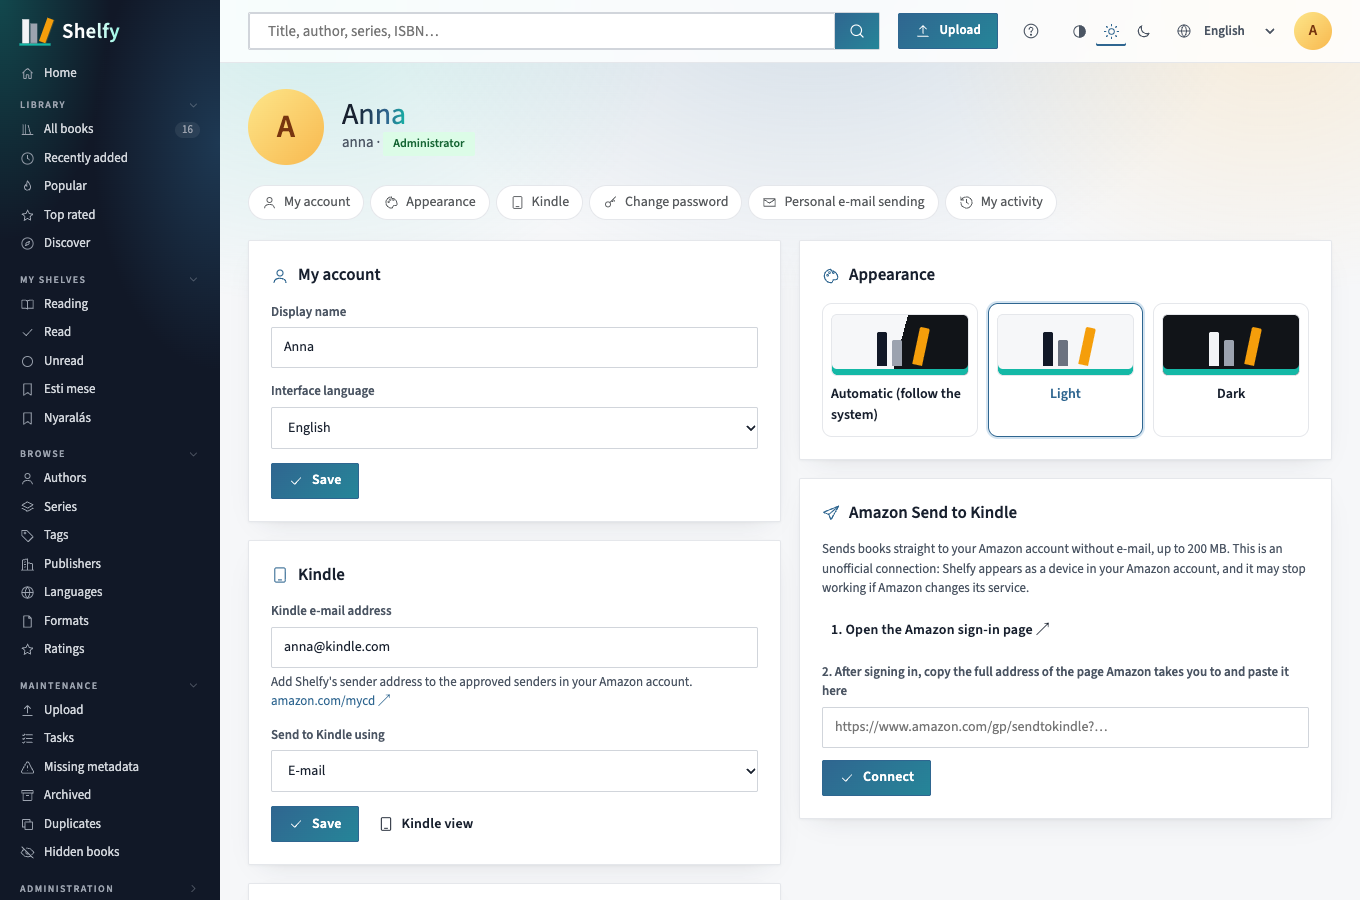 Shelfy
Home
LIBRARY
All books
16
Recently added
Popular
Top rated
Discover
MY SHELVES
Reading
Read
Unread
Esti mese
Nyaralás
BROWSE
Authors
Series
Tags
Publishers
Languages
Formats
Ratings
MAINTENANCE
Upload
Tasks
Missing metadata
Archived
Duplicates
Hidden books
ADMINISTRATION
Title, author, series, ISBN…
Upload
English
A
A
Anna
anna · Administrator
My account
Appearance
Kindle
Change password
Personal e-mail sending
My activity
My account
Display name
Anna
Interface language
English
Save
Kindle
Kindle e-mail address
anna@kindle.com
Add Shelfy's sender address to the approved senders in your Amazon account.
amazon.com/mycd
Send to Kindle using
E-mail
Save
Kindle view
Appearance
Automatic (follow the
system)
Light
Dark
Amazon Send to Kindle
Sends books straight to your Amazon account without e-mail, up to 200 MB. This is an
unofficial connection: Shelfy appears as a device in your Amazon account, and it may stop
working if Amazon changes its service.
1. Open the Amazon sign-in page
2. After signing in, copy the full address of the page Amazon takes you to and paste it
here
https://www.amazon.com/gp/sendtokindle?…
Connect